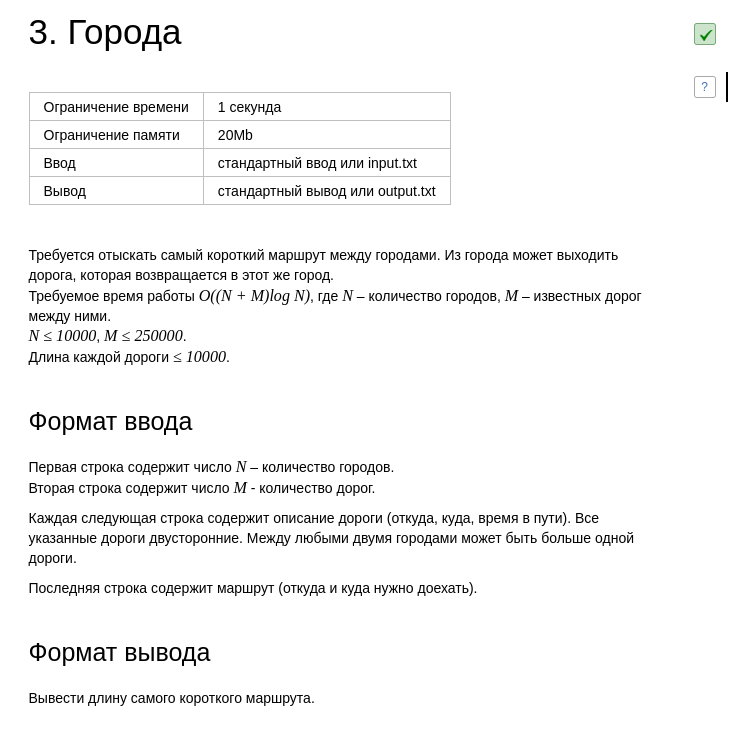 3. Города
?
Ограничение времени 1 секунда
Ограничение памяти 20Mb
Ввод стандартный ввод или input.txt
Вывод стандартный вывод или output.txt
Требуется отыскать самый короткий маршрут между городами. Из города может выходить
дорога, которая возвращается в этот же город.
Требуемое время работы O((N + M)log N), где N – количество городов, M – известных дорог
между ними.
N ≤ 10000, M ≤ 250000.
Длина каждой дороги ≤ 10000.
Формат ввода
Первая строка содержит число N – количество городов.
Вторая строка содержит число M - количество дорог.
Каждая следующая строка содержит описание дороги (откуда, куда, время в пути). Все
указанные дороги двусторонние. Между любыми двумя городами может быть больше одной
дороги.
Последняя строка содержит маршрут (откуда и куда нужно доехать).
Формат вывода
Вывести длину самого короткого маршрута.